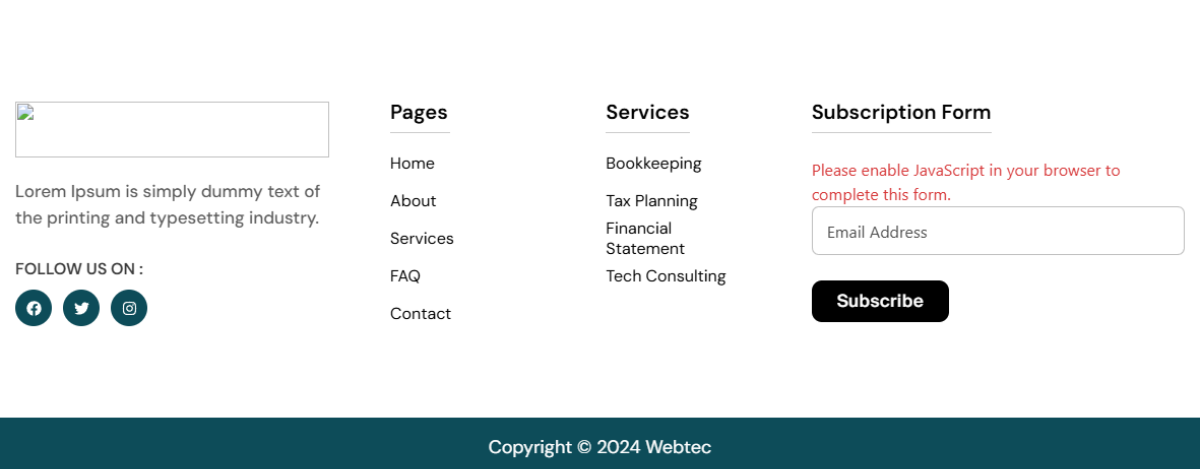 Lorem Ipsum is simply dummy text of
the printing and typesetting industry.
FOLLOW US ON :
Pages
Home
About
Services
FAQ
Contact
Services
Bookkeeping
Tax Planning
Financial
Statement
Tech Consulting
Subscription Form
Please enable JavaScript in your browser to
complete this form.
Email Address
Subscribe
Copyright © 2024 Webtec